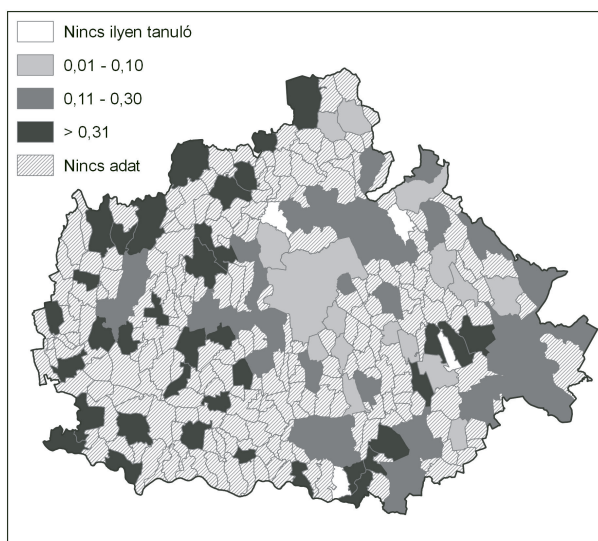 Nincs ilyen tanuló
0,01 - 0,10
0,11 - 0,30
> 0,31
Nincs adat